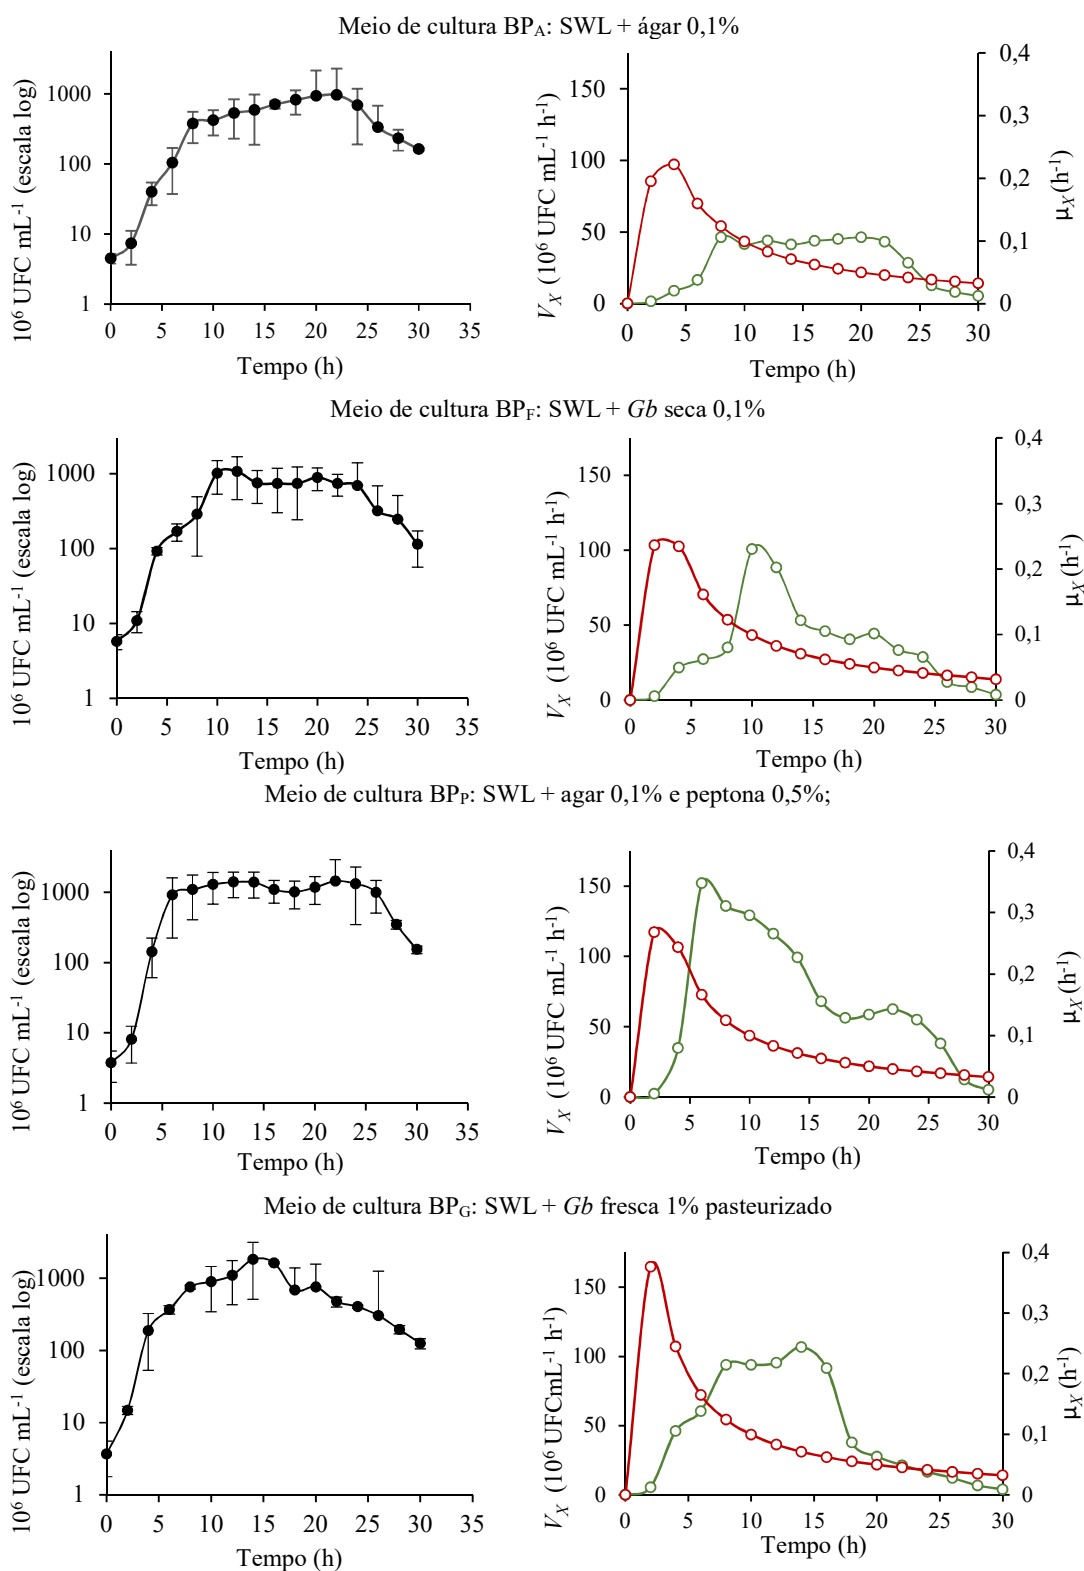 Meio de cultura BPA: SWL + ágar 0,1%
10⁶ UFC mL⁻¹ (escala log)
1000
100
10
1
0 5 10 15 20 25 30 35
Tempo (h)
VX (10⁶ UFC mL⁻¹ h⁻¹)
150
100
50
0
0 5 10 15 20 25 30
Tempo (h)
0,4
0,3
0,2
0,1
0
µX(h⁻¹)
Meio de cultura BPF: SWL + Gb seca 0,1%
10⁶ UFC mL⁻¹ (escala log)
1000
100
10
1
0 5 10 15 20 25 30 35
Tempo (h)
VX (10⁶ UFC mL⁻¹ h⁻¹)
150
100
50
0
0 5 10 15 20 25 30
Tempo (h)
0,4
0,3
0,2
0,1
0
µX(h⁻¹)
Meio de cultura BPP: SWL + agar 0,1% e peptona 0,5%;
10⁶ UFC mL⁻¹ (escala log)
1000
100
10
1
0 5 10 15 20 25 30 35
Tempo (h)
VX (10⁶ UFC mL⁻¹ h⁻¹)
150
100
50
0
0 5 10 15 20 25 30
Tempo (h)
0,4
0,3
0,2
0,1
0
µX(h⁻¹)
Meio de cultura BPG: SWL + Gb fresca 1% pasteurizado
10⁶ UFC mL⁻¹ (escala log)
1000
100
10
1
0 5 10 15 20 25 30 35
Tempo (h)
VX (10⁶ UFCmL⁻¹ h⁻¹)
150
100
50
0
0 5 10 15 20 25 30
Tempo (h)
0,4
0,3
0,2
0,1
0
µX(h⁻¹)